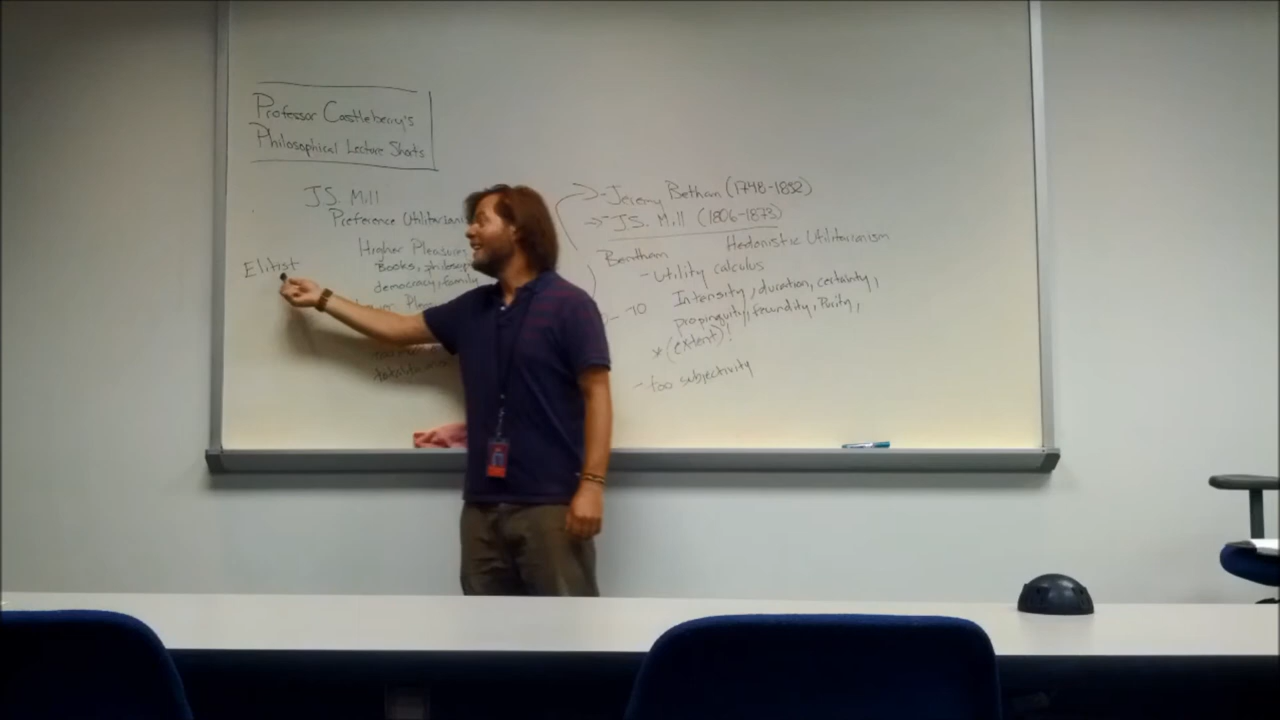 Professor Castleberry's
Philosophical Lecture Shorts
J.S. Mill
Preference Utilitarian
Higher Pleasures
Books, philosop
democracy, family
Elitist
- Jeremy Betham (1748-1832)
- J.S. Mill (1806-1873)
Hedonistic Utilitarianism
Bentham
- Utility calculus
Intensity, duration, certainty,
propinquity, fecundity, Purity,
* (extent)!
- too subjectivity